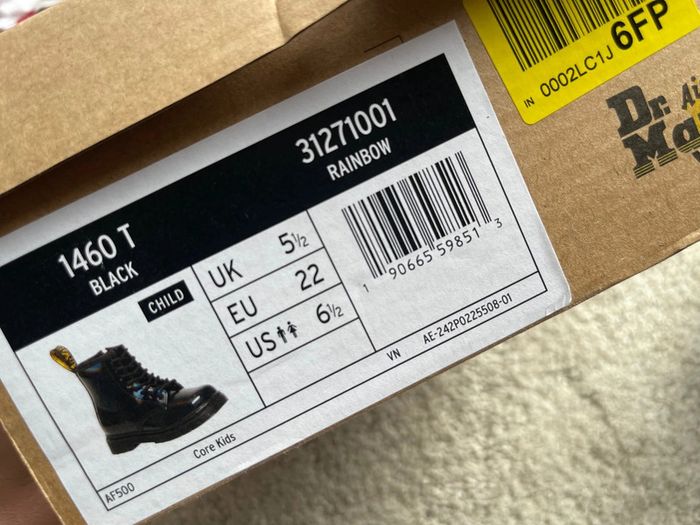 IN 0002LC1J 6FP
Dr. Ai
Ma
1460 T
BLACK
31271001
RAINBOW
CHILD
UK 5½
EU 22
US 6½
1 90665 59851 3
VN AE-242P0225508-01
AF500 Core Kids